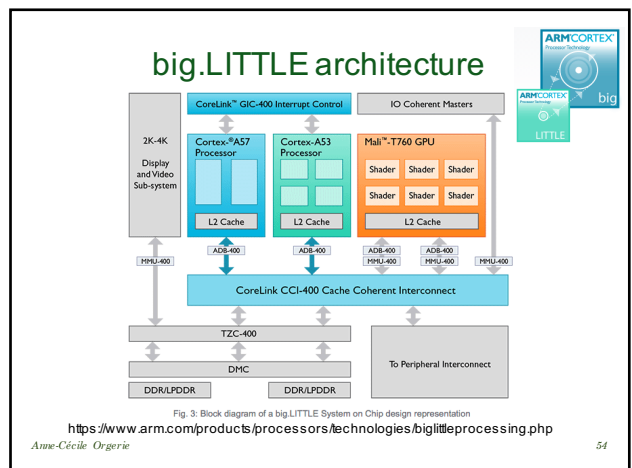 big.LITTLE architecture
ARM®CORTEX®
Processor Technology
big
ARM®CORTEX®
Processor Technology
LITTLE
CoreLink™ GIC-400 Interrupt Control
IO Coherent Masters
2K-4K
Display
and Video
Sub-system
Cortex-®A57
Processor
L2 Cache
Cortex-A53
Processor
L2 Cache
Mali™-T760 GPU
Shader Shader Shader
Shader Shader Shader
L2 Cache
MMU-400
ADB-400
ADB-400
ADB-400
MMU-400
ADB-400
MMU-400
MMU-400
CoreLink CCI-400 Cache Coherent Interconnect
TZC-400
DMC
DDR/LPDDR
DDR/LPDDR
To Peripheral Interconnect
Fig. 3: Block diagram of a big.LITTLE System on Chip design representation
https://www.arm.com/products/processors/technologies/biglittleprocessing.php
Anne-Cécile Orgerie
54